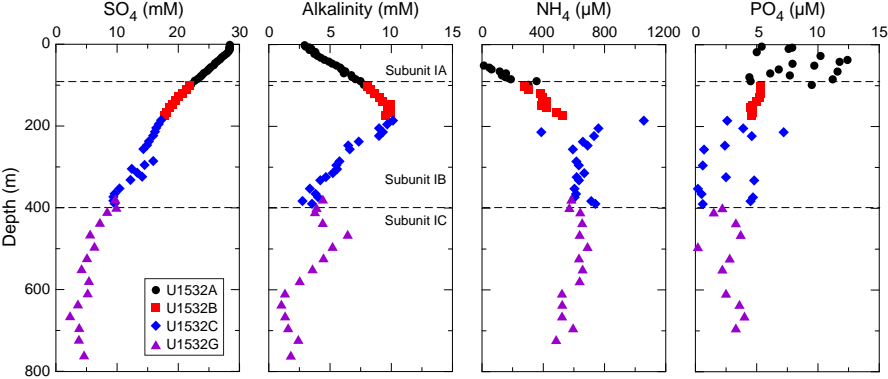 SO4 (mM) Alkalinity (mM) NH4 (µM) PO4 (µM)
0 10 20 30 0 5 10 15 0 400 800 1200 0 5 10 15
0
200
400
600
800
Depth (m)
Subunit IA
Subunit IB
Subunit IC
U1532A
U1532B
U1532C
U1532G